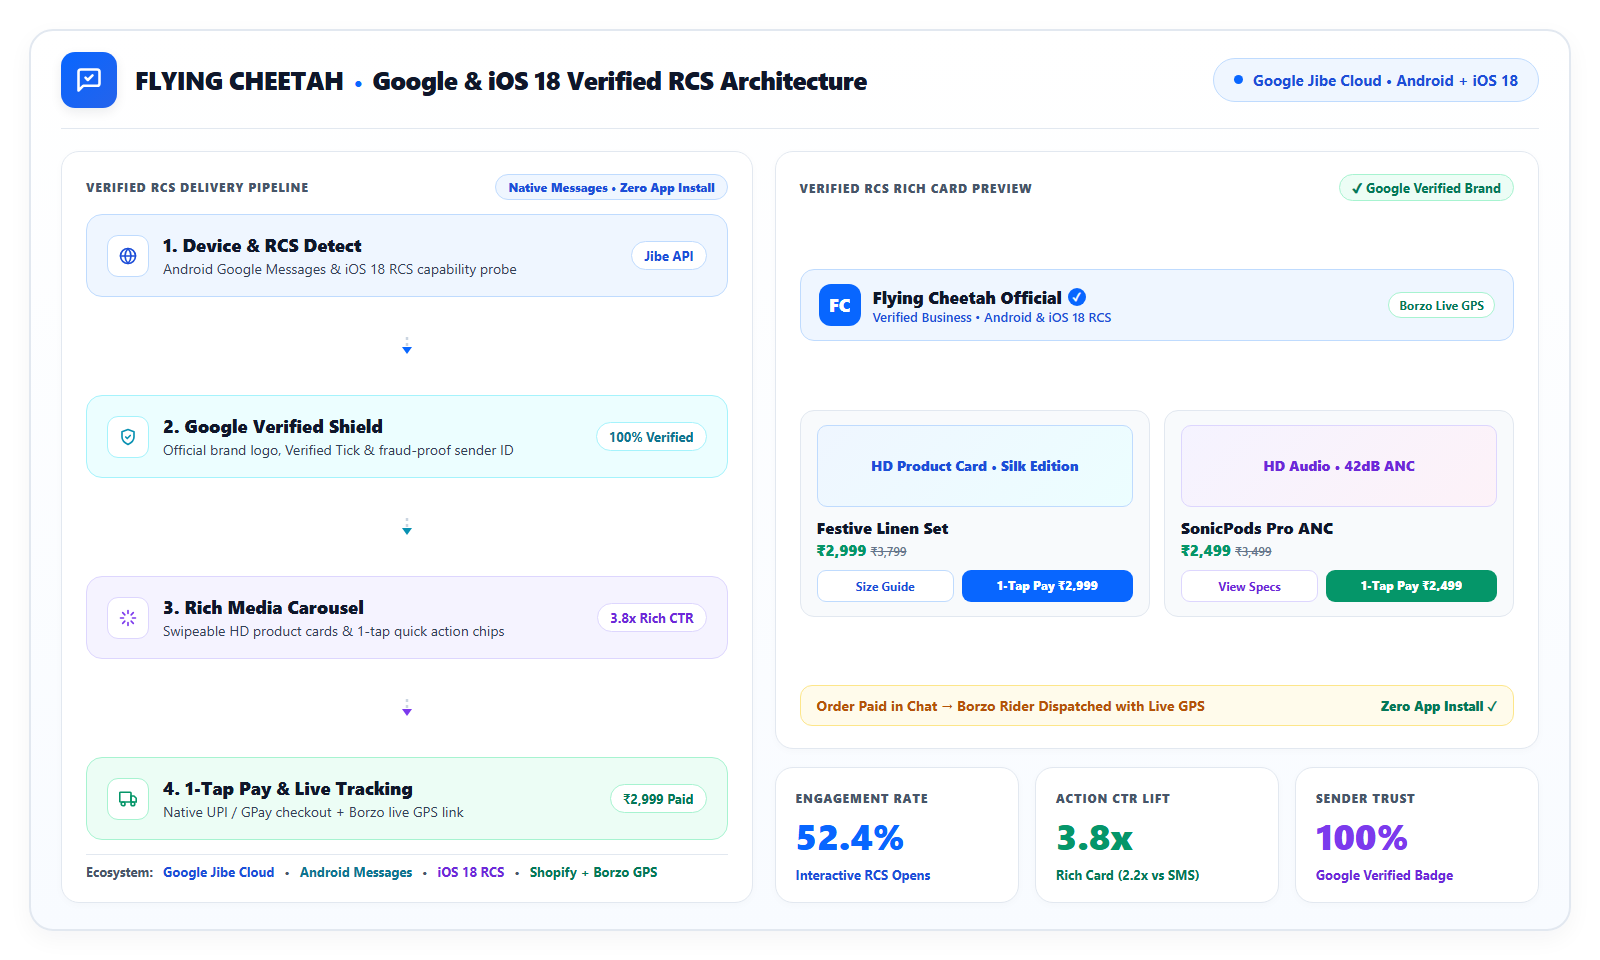 FLYING CHEETAH • Google & iOS 18 Verified RCS Architecture
Google Jibe Cloud • Android + iOS 18
VERIFIED RCS DELIVERY PIPELINE
Native Messages • Zero App Install
1. Device & RCS Detect
Android Google Messages & iOS 18 RCS capability probe
Jibe API
2. Google Verified Shield
Official brand logo, Verified Tick & fraud-proof sender ID
100% Verified
3. Rich Media Carousel
Swipeable HD product cards & 1-tap quick action chips
3.8x Rich CTR
4. 1-Tap Pay & Live Tracking
Native UPI / GPay checkout + Borzo live GPS link
₹2,999 Paid
Ecosystem: Google Jibe Cloud • Android Messages • iOS 18 RCS • Shopify + Borzo GPS
VERIFIED RCS RICH CARD PREVIEW
✓ Google Verified Brand
FC
Flying Cheetah Official ✓
Verified Business • Android & iOS 18 RCS
Borzo Live GPS
HD Product Card • Silk Edition
Festive Linen Set
₹2,999 ₹3,799
Size Guide
1-Tap Pay ₹2,999
HD Audio • 42dB ANC
SonicPods Pro ANC
₹2,499 ₹3,499
View Specs
1-Tap Pay ₹2,499
Order Paid in Chat → Borzo Rider Dispatched with Live GPS
Zero App Install ✓
ENGAGEMENT RATE
52.4%
Interactive RCS Opens
ACTION CTR LIFT
3.8x
Rich Card (2.2x vs SMS)
SENDER TRUST
100%
Google Verified Badge